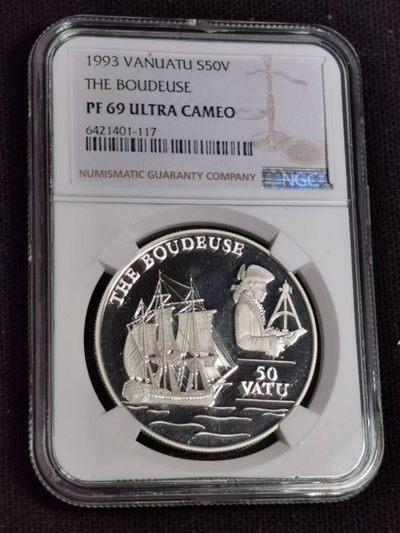 1993 VANUATU S50V
THE BOUDEUSE
PF 69 ULTRA CAMEO
6421401-117
NUMISMATIC GUARANTY COMPANY
NGC
THE BOUDEUSE
50
VATU